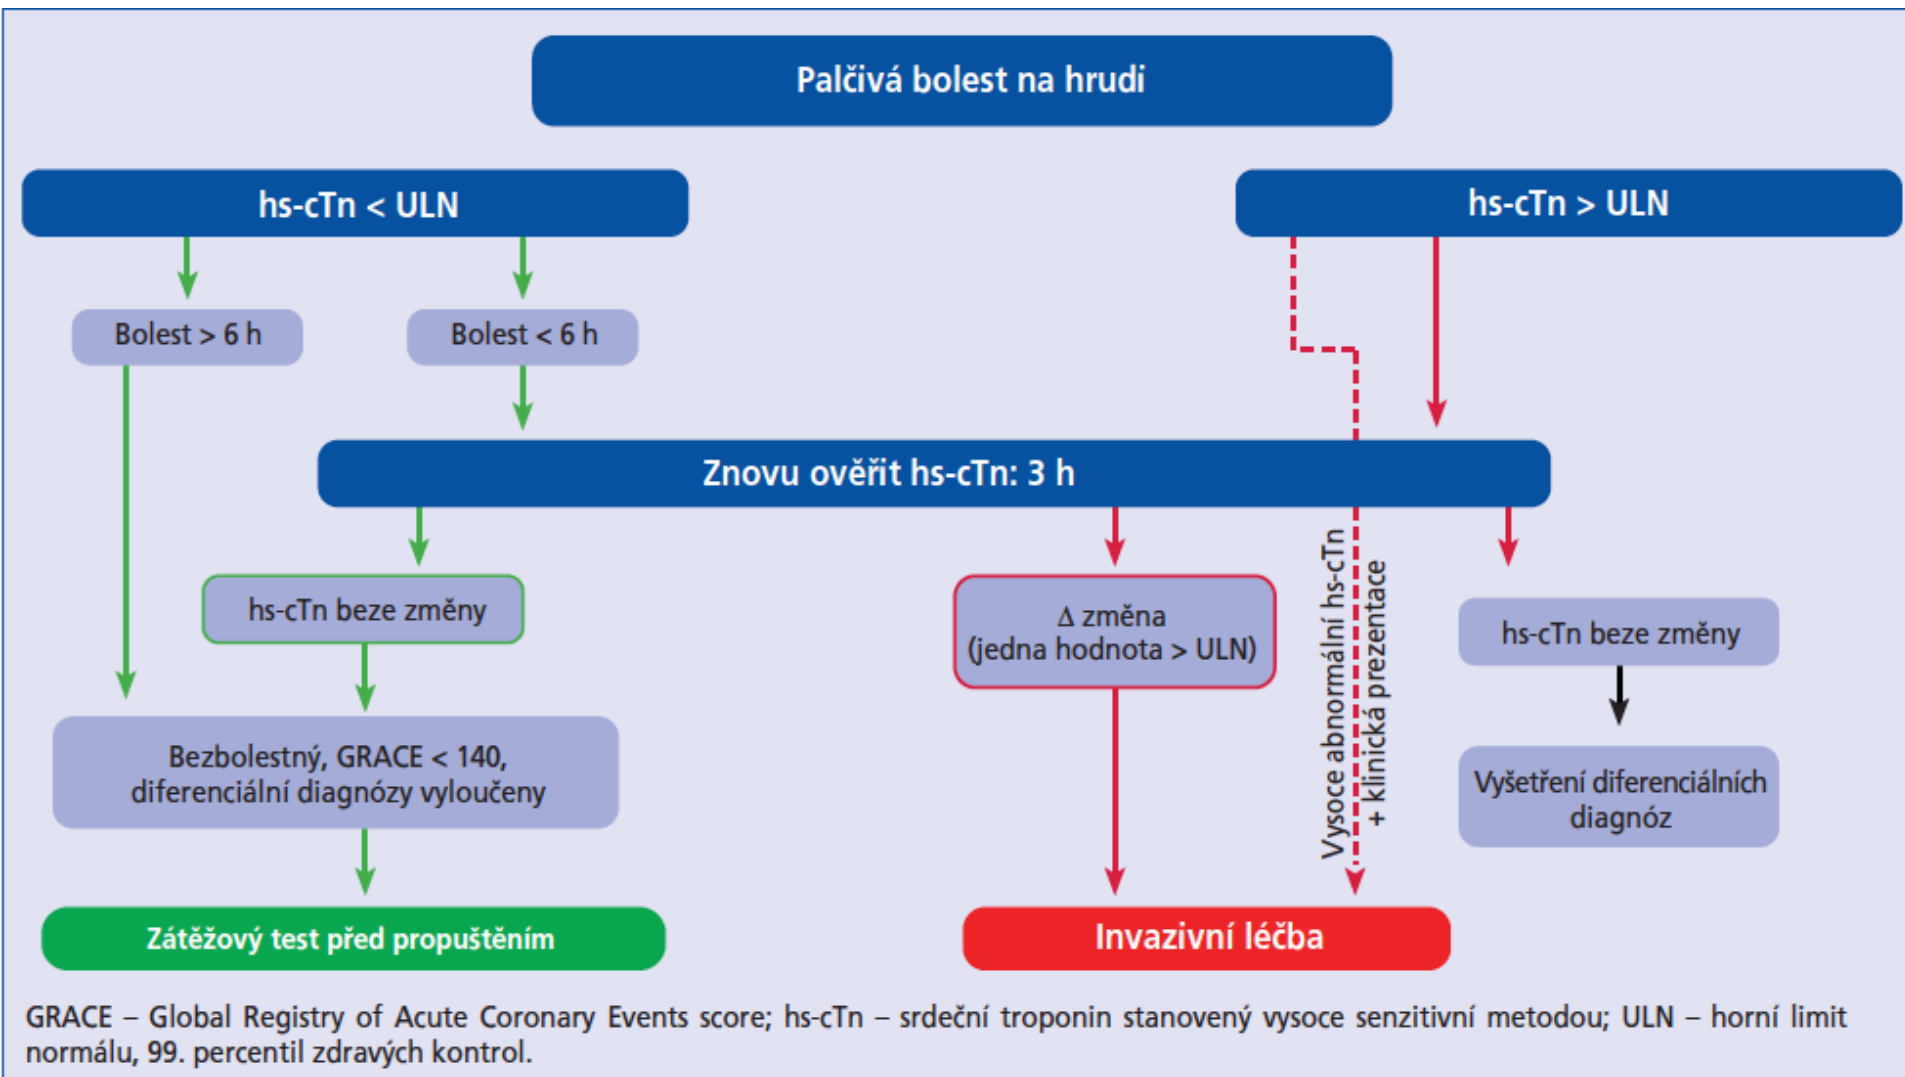 Palčivá bolest na hrudi
hs-cTn < ULN
hs-cTn > ULN
Bolest > 6 h
Bolest < 6 h
Znovu ověřit hs-cTn: 3 h
hs-cTn beze změny
Δ změna
(jedna hodnota > ULN)
Vysoce abnormální hs-cTn
+ klinická prezentace
hs-cTn beze změny
Bezbolestný, GRACE < 140,
diferenciální diagnózy vyloučeny
Vyšetření diferenciálních
diagnóz
Zátěžový test před propuštěním
Invazivní léčba
GRACE – Global Registry of Acute Coronary Events score; hs-cTn – srdeční troponin stanovený vysoce senzitivní metodou; ULN – horní limit
normálu, 99. percentil zdravých kontrol.